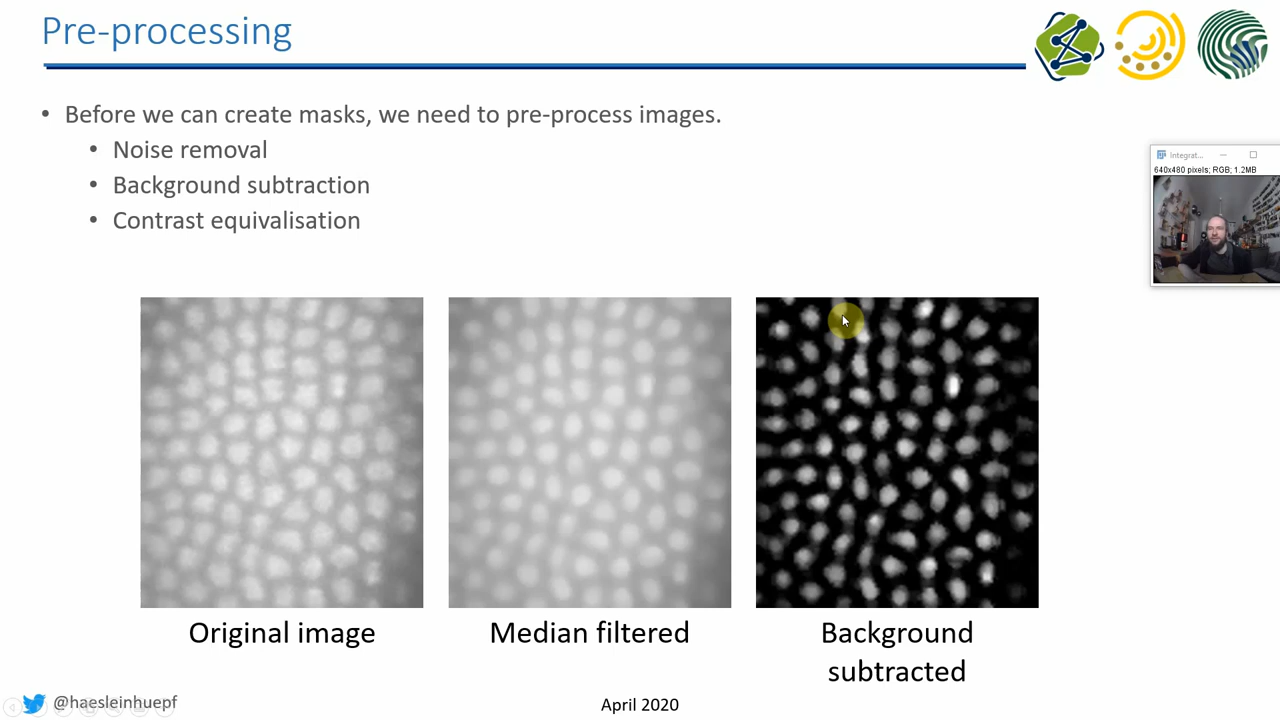 Pre-processing
• Before we can create masks, we need to pre-process images.
• Noise removal
• Background subtraction
• Contrast equivalisation
Integrat...
640x480 pixels; RGB; 1.2MB
Original image
Median filtered
Background
subtracted
@haesleinhuepf
April 2020